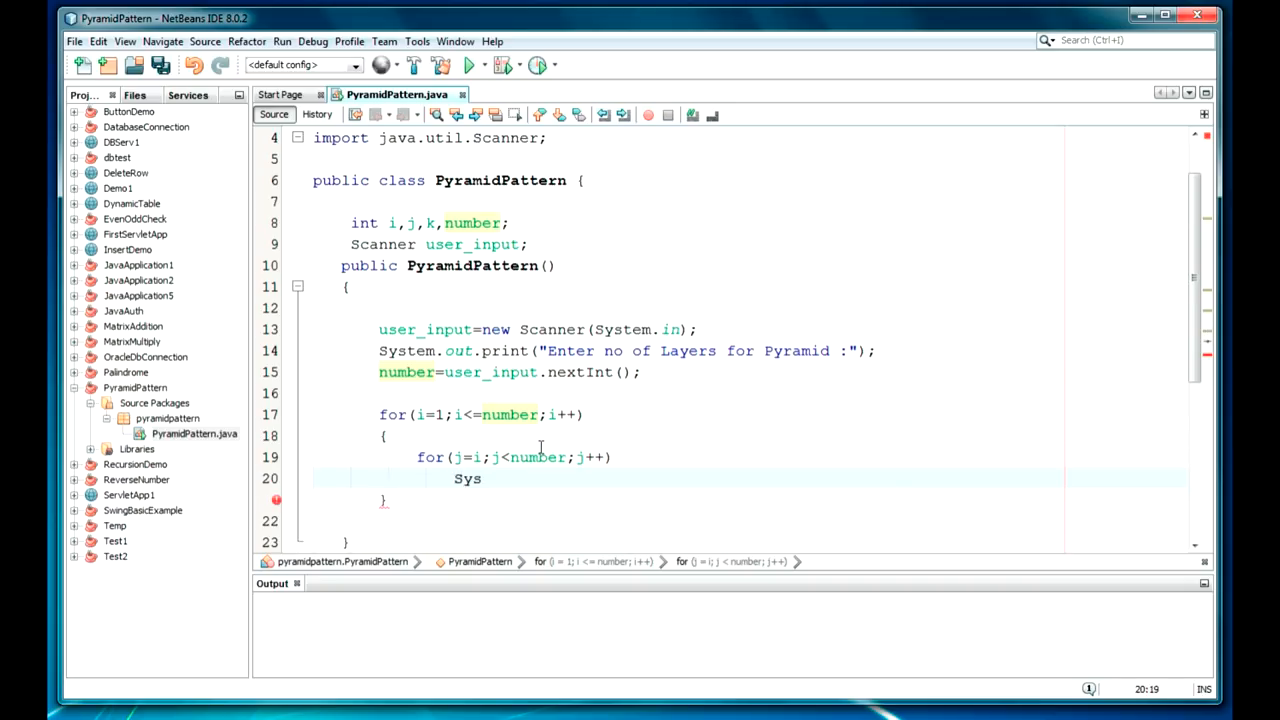 PyramidPattern - NetBeans IDE 8.0.2
File Edit View Navigate Source Refactor Run Debug Profile Team Tools Window Help
Search (Ctrl+I)
<default config>
Proj... Files Services
Start Page PyramidPattern.java
Source History
ButtonDemo
DatabaseConnection
DBServ1
dbtest
DeleteRow
Demo1
DynamicTable
EvenOddCheck
FirstServletApp
InsertDemo
JavaApplication1
JavaApplication2
JavaApplication5
JavaAuth
MatrixAddition
MatrixMultiply
OracleDbConnection
Palindrome
PyramidPattern
Source Packages
pyramidpattern
PyramidPattern.java
Libraries
RecursionDemo
ReverseNumber
ServletApp1
SwingBasicExample
Temp
Test1
Test2
4 import java.util.Scanner;
5
6 public class PyramidPattern {
7
8 int i,j,k,number;
9 Scanner user_input;
10 public PyramidPattern()
11 {
12
13 user_input=new Scanner(System.in);
14 System.out.print("Enter no of Layers for Pyramid :");
15 number=user_input.nextInt();
16
17 for(i=1;i<=number;i++)
18 {
19 for(j=i;j<number;j++)
20 Sys
}
22
23 }
pyramidpattern.PyramidPattern PyramidPattern for (i = 1; i <= number; i++) for (j = i; j < number; j++)
Output
1 20:19 INS